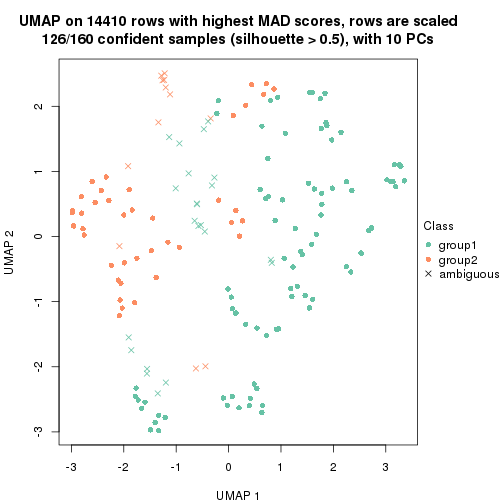 UMAP on 14410 rows with highest MAD scores, rows are scaled
126/160 confident samples (silhouette > 0.5), with 10 PCs
2
1
0
-1
-2
-3
UMAP 2
-3
-2
-1
0
1
2
3
UMAP 1
Class
group1
group2
ambiguous